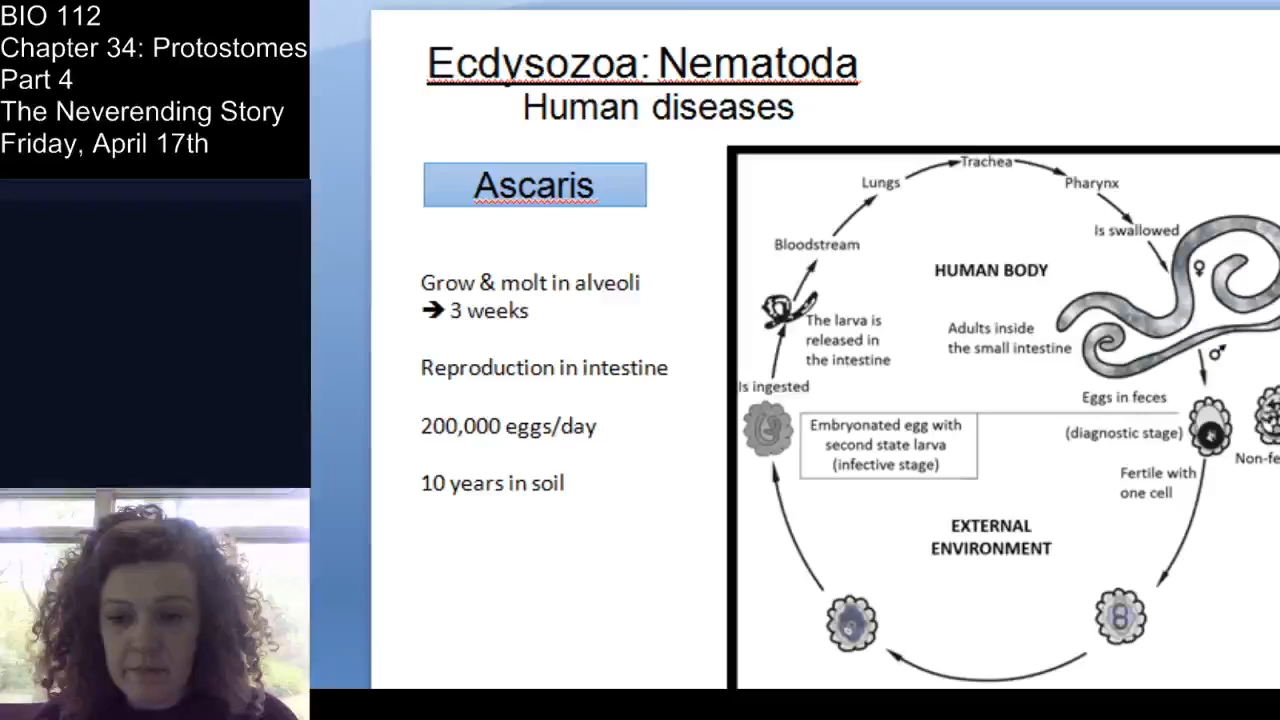 BIO 112
Chapter 34: Protostomes
Part 4
The Neverending Story
Friday, April 17th
Ecdysozoa: Nematoda
Human diseases
Ascaris
Grow & molt in alveoli
➔ 3 weeks
Reproduction in intestine
200,000 eggs/day
10 years in soil
Trachea
Lungs
Pharynx
Is swallowed
Bloodstream
HUMAN BODY
♀
The larva is
released in
the intestine
Adults inside
the small intestine
♂
Is ingested
Eggs in feces
(diagnostic stage)
Embryonated egg with
second state larva
(infective stage)
Fertile with
one cell
EXTERNAL
ENVIRONMENT